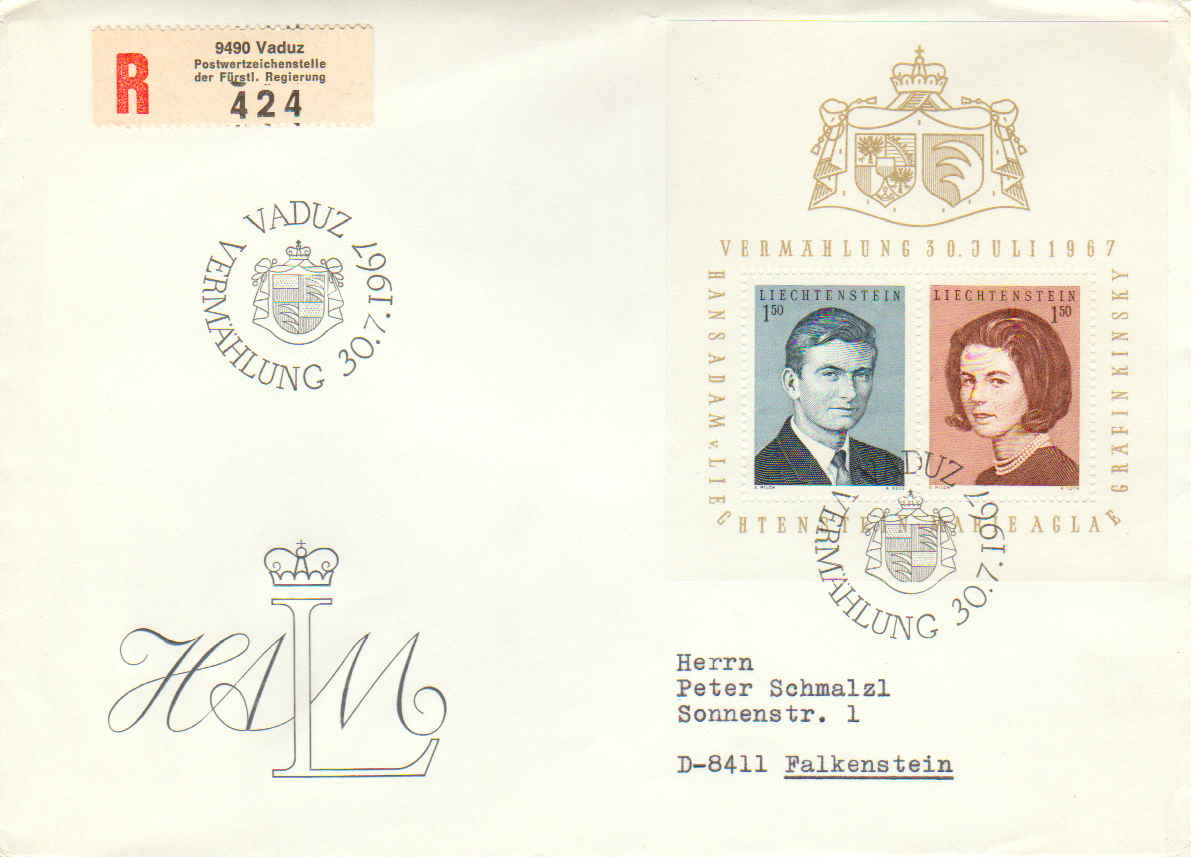 R
9490 Vaduz
Postwertzeichenstelle
der Fürstl. Regierung
424
VADUZ
VERMÄHLUNG 30.7.1967
VERMÄHLUNG 30. JULI 1967
HANS ADAM v. LIECHTENSTEIN MARIE AGLAE GRÄFIN KINSKY
LIECHTENSTEIN
1 50
LIECHTENSTEIN
1 50
VADUZ
VERMÄHLUNG 30.7.1967
HAM
L
Herrn
Peter Schmalzl
Sonnenstr. 1
D-8411 Falkenstein